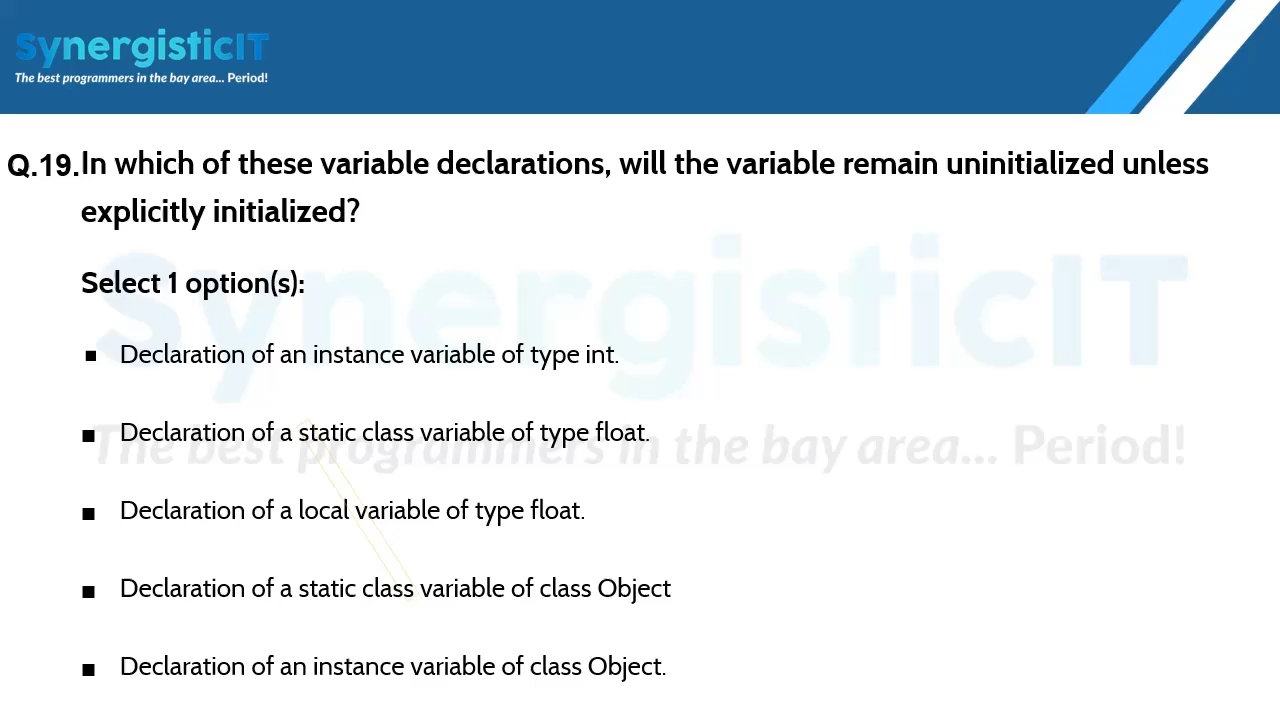 SynergisticIT
The best programmers in the bay area... Period!
Q.19. In which of these variable declarations, will the variable remain uninitialized unless
explicitly initialized?
Select 1 option(s):
▪ Declaration of an instance variable of type int.
▪ Declaration of a static class variable of type float.
▪ Declaration of a local variable of type float.
▪ Declaration of a static class variable of class Object
▪ Declaration of an instance variable of class Object.
SynergisticIT
The best programmers in the bay area... Period!